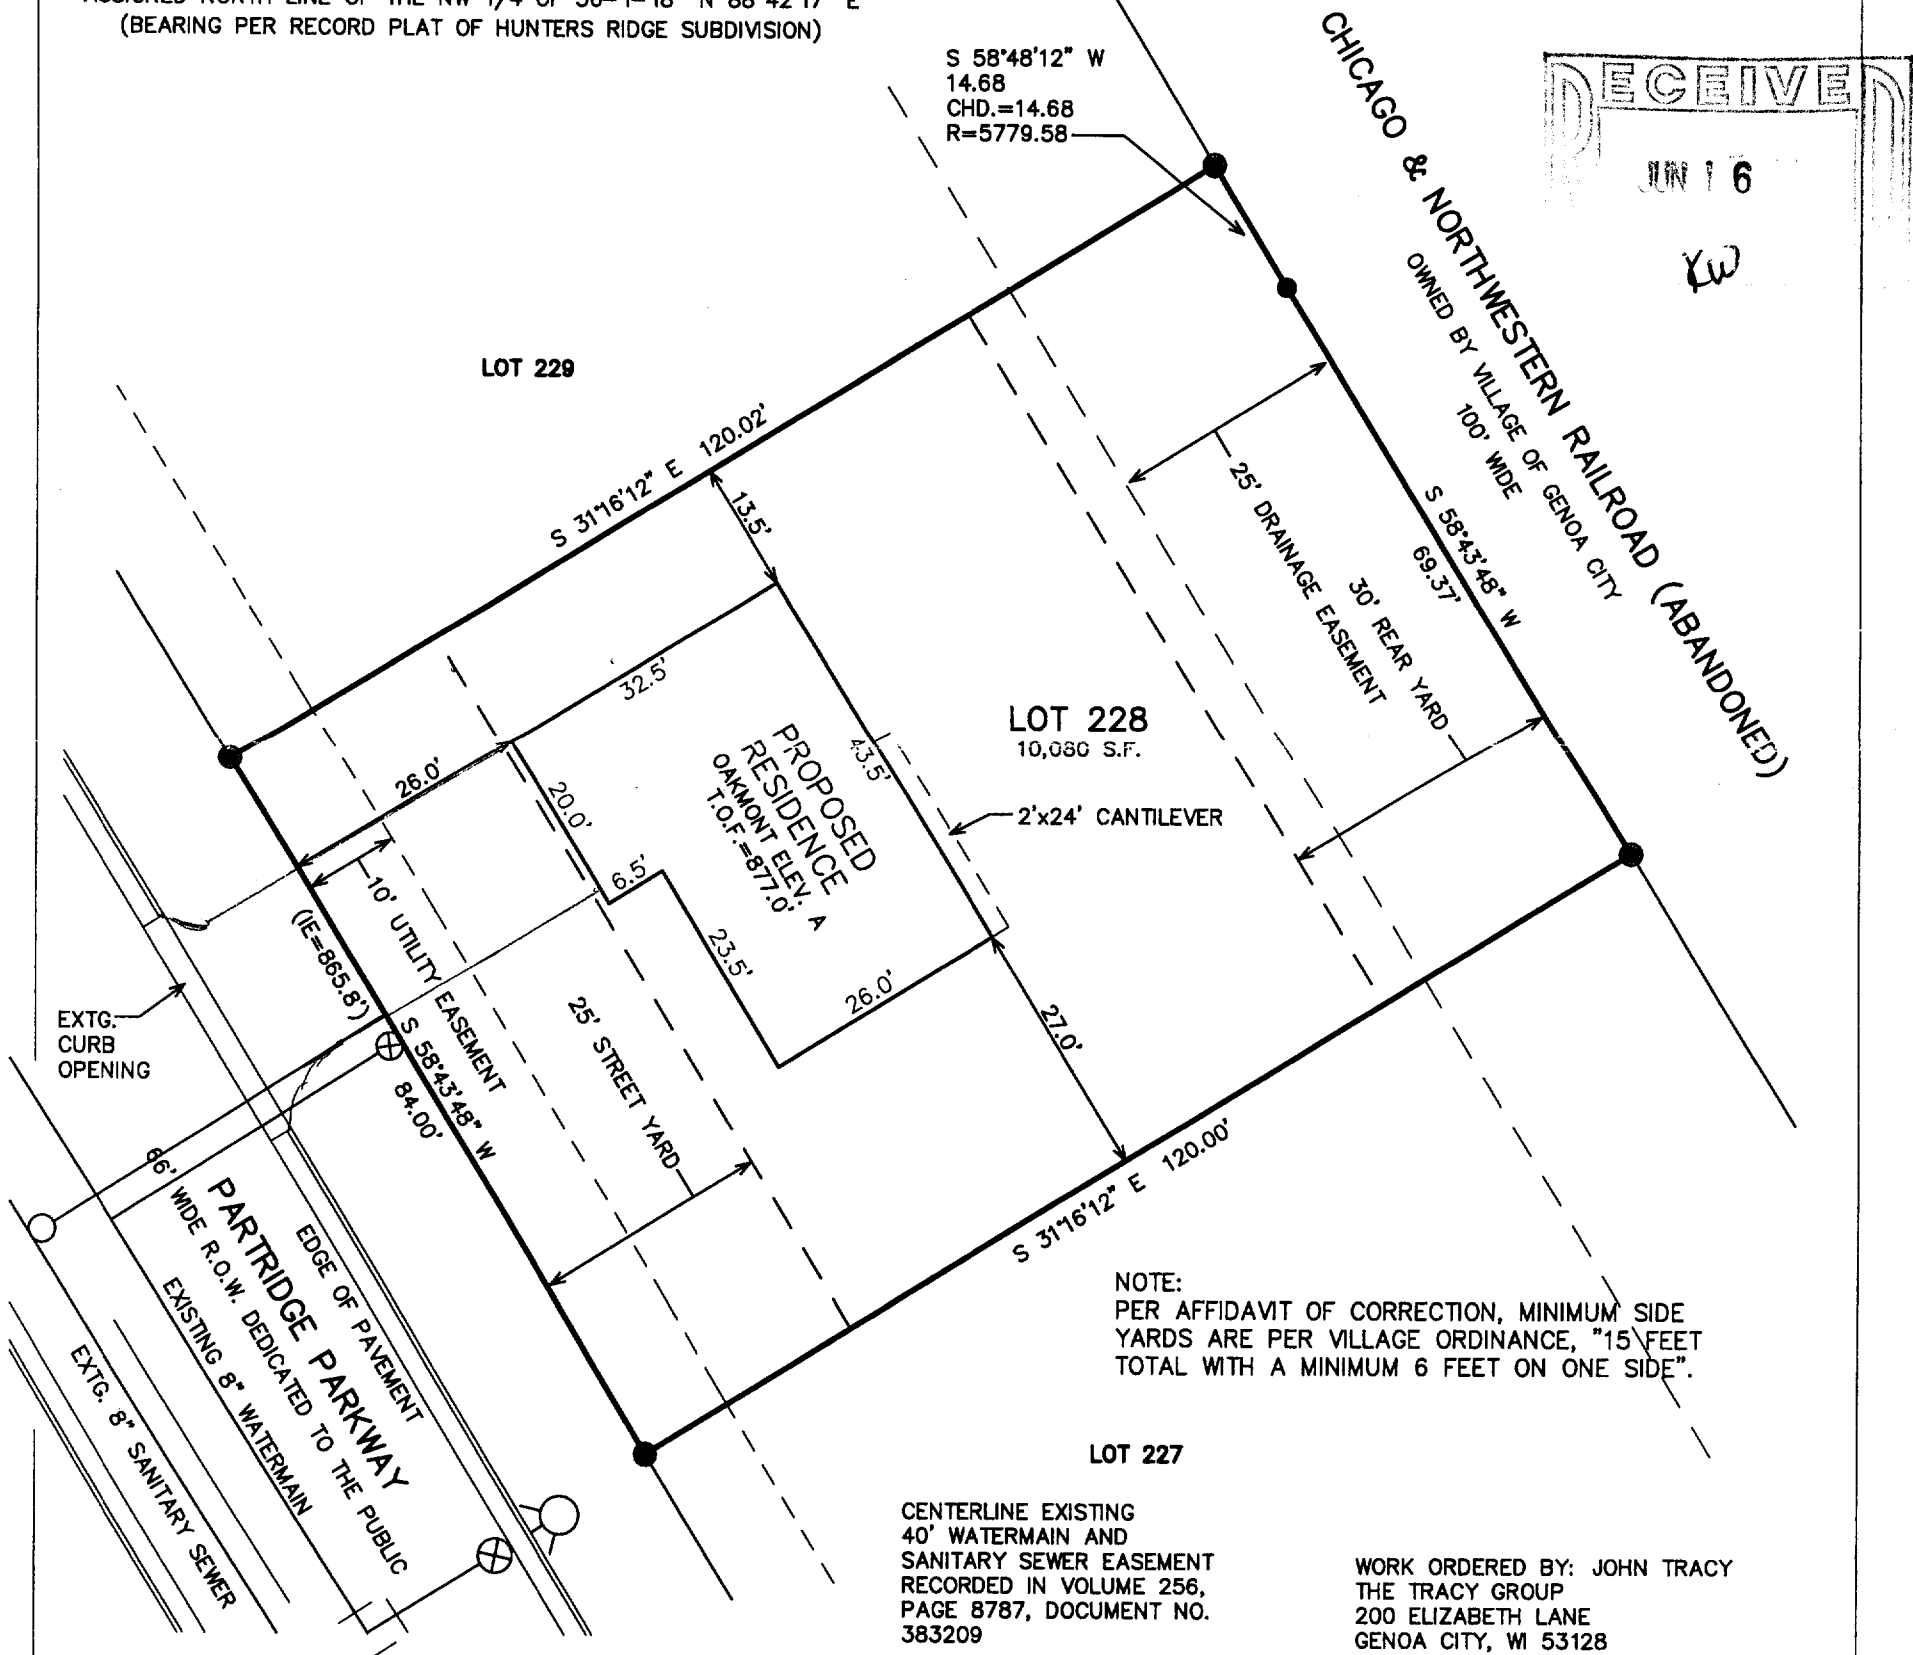 (BEARING PER RECORD PLAT OF HUNTERS RIDGE SUBDIVISION)
S 58°48'12" W
14.68
CHD.=14.68
R=5779.58
RECEIVED
JUN 16
KW
CHICAGO & NORTHWESTERN RAILROAD (ABANDONED)
OWNED BY VILLAGE OF GENOA CITY
100' WIDE
LOT 229
S 31°16'12" E 120.02'
13.5'
25' DRAINAGE EASEMENT
30' REAR YARD
S 58°43'48" W
69.37'
32.5'
LOT 228
10,080 S.F.
26.0'
20.0'
PROPOSED
RESIDENCE
OAKMONT ELEV. A
T.O.F.=877.0'
43.5'
2'x24' CANTILEVER
6.5'
23.5'
26.0'
27.0'
10' UTILITY EASEMENT
(IE=865.8')
25' STREET YARD
S 58°43'48" W
84.00'
EXTG.
CURB
OPENING
66'
WIDE R.O.W. DEDICATED TO THE PUBLIC
PARTRIDGE PARKWAY
EDGE OF PAVEMENT
EXISTING 8" WATERMAIN
EXTG. 8" SANITARY SEWER
S 31°16'12" E 120.00'
NOTE:
PER AFFIDAVIT OF CORRECTION, MINIMUM SIDE
YARDS ARE PER VILLAGE ORDINANCE, "15 FEET
TOTAL WITH A MINIMUM 6 FEET ON ONE SIDE".
LOT 227
CENTERLINE EXISTING
40' WATERMAIN AND
SANITARY SEWER EASEMENT
RECORDED IN VOLUME 256,
PAGE 8787, DOCUMENT NO.
383209
WORK ORDERED BY: JOHN TRACY
THE TRACY GROUP
200 ELIZABETH LANE
GENOA CITY, WI 53128